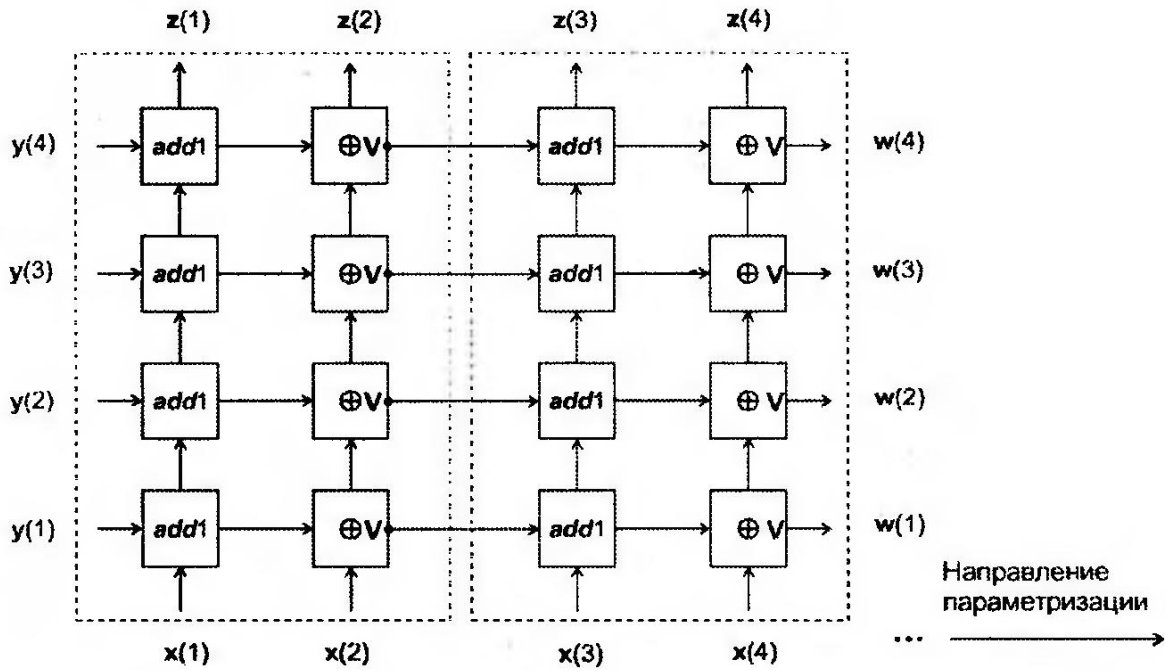 z(1) z(2) z(3) z(4)
y(4) add1 ⊕V add1 ⊕ V w(4)
y(3) add1 ⊕V add1 ⊕ V w(3)
y(2) add1 ⊕V add1 ⊕ V w(2)
y(1) add1 ⊕V add1 ⊕ V w(1)
Направление
параметризации
...
x(1) x(2) x(3) x(4)